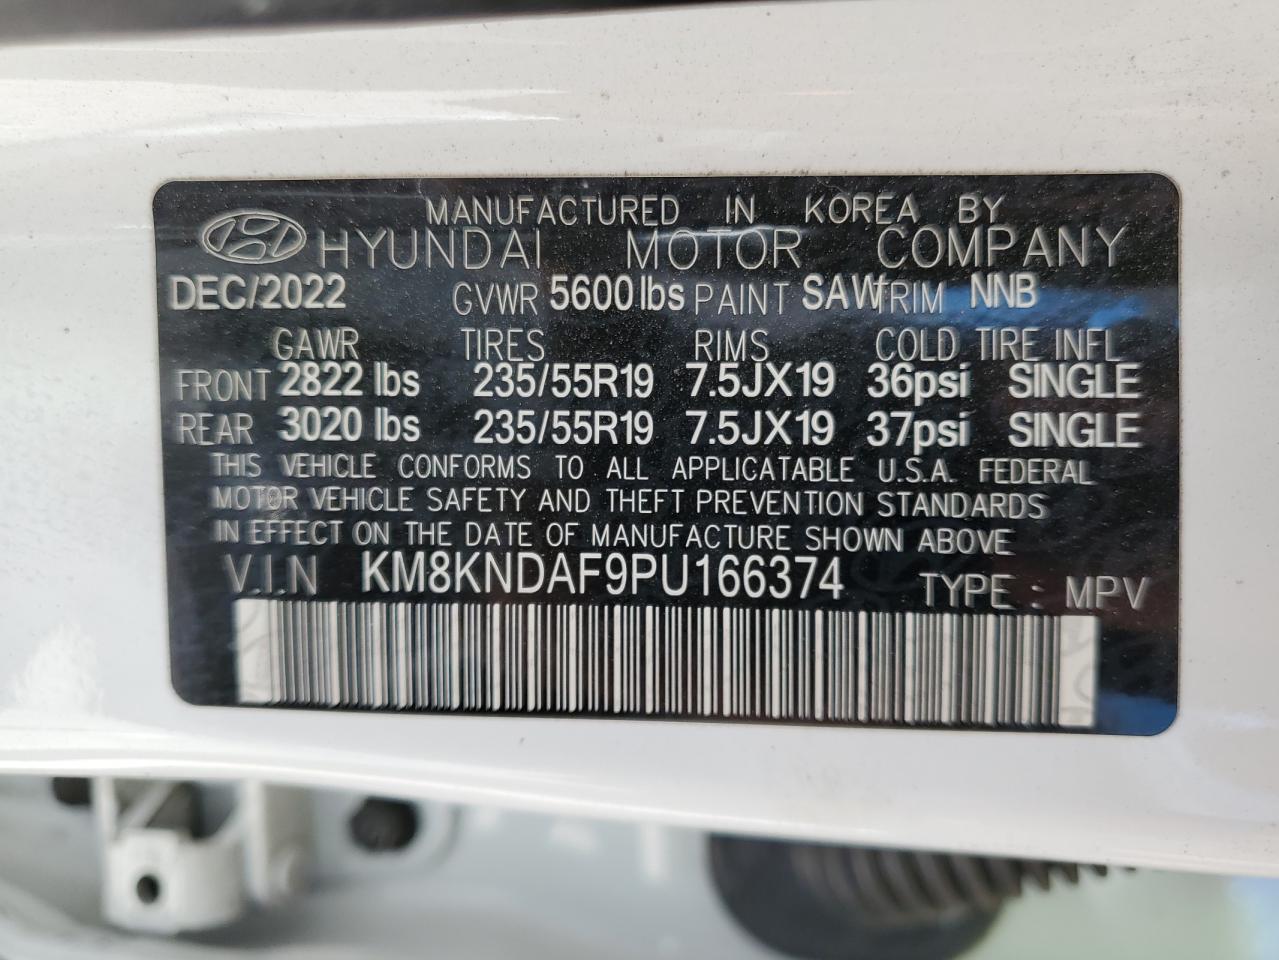 MANUFACTURED IN KOREA BY
HYUNDAI MOTOR COMPANY
DEC/2022 GVWR 5600 lbs PAINT SAW TRIM NNB
GAWR TIRES RIMS COLD TIRE INFL
FRONT 2822 lbs 235/55R19 7.5JX19 36psi SINGLE
REAR 3020 lbs 235/55R19 7.5JX19 37psi SINGLE
THIS VEHICLE CONFORMS TO ALL APPLICATABLE U.S.A. FEDERAL
MOTOR VEHICLE SAFETY AND THEFT PREVENTION STANDARDS
IN EFFECT ON THE DATE OF MANUFACTURE SHOWN ABOVE
V.I.N KM8KNDAF9PU166374 TYPE : MPV